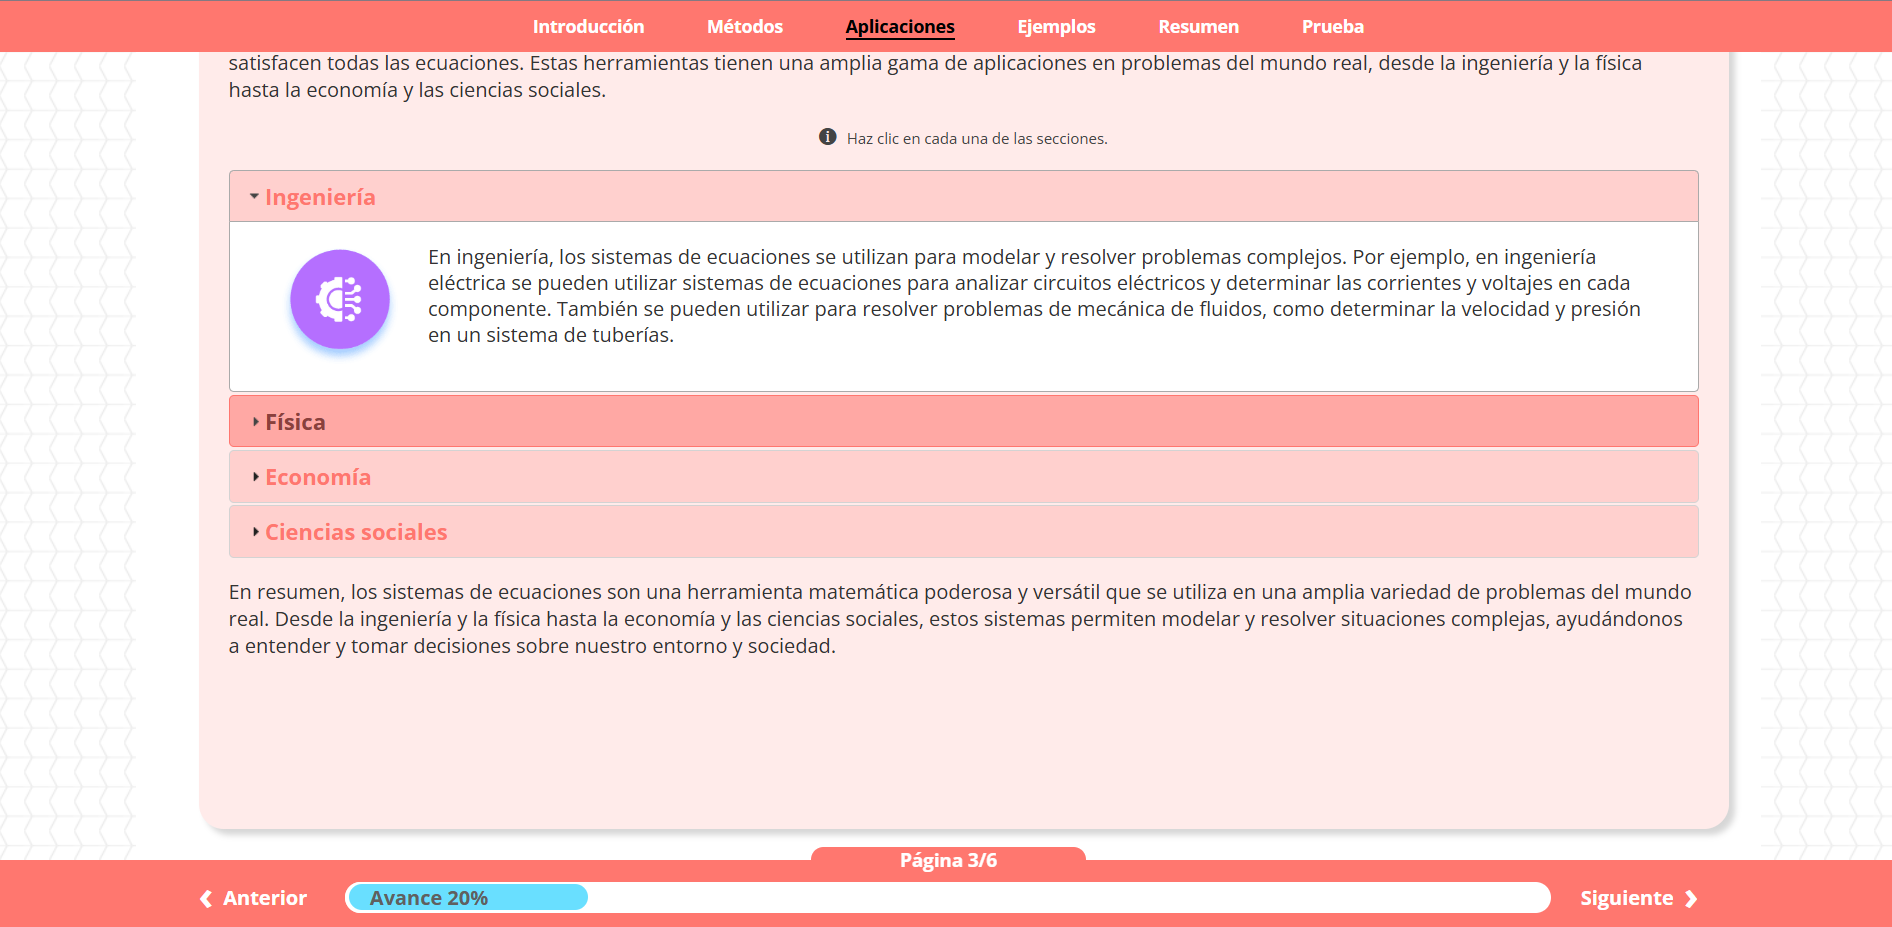 Introducción Métodos Aplicaciones Ejemplos Resumen Prueba
satisfacen todas las ecuaciones. Estas herramientas tienen una amplia gama de aplicaciones en problemas del mundo real, desde la ingeniería y la física
hasta la economía y las ciencias sociales.
Haz clic en cada una de las secciones.
Ingeniería
En ingeniería, los sistemas de ecuaciones se utilizan para modelar y resolver problemas complejos. Por ejemplo, en ingeniería
eléctrica se pueden utilizar sistemas de ecuaciones para analizar circuitos eléctricos y determinar las corrientes y voltajes en cada
componente. También se pueden utilizar para resolver problemas de mecánica de fluidos, como determinar la velocidad y presión
en un sistema de tuberías.
Física
Economía
Ciencias sociales
En resumen, los sistemas de ecuaciones son una herramienta matemática poderosa y versátil que se utiliza en una amplia variedad de problemas del mundo
real. Desde la ingeniería y la física hasta la economía y las ciencias sociales, estos sistemas permiten modelar y resolver situaciones complejas, ayudándonos
a entender y tomar decisiones sobre nuestro entorno y sociedad.
Página 3/6
Anterior Avance 20% Siguiente